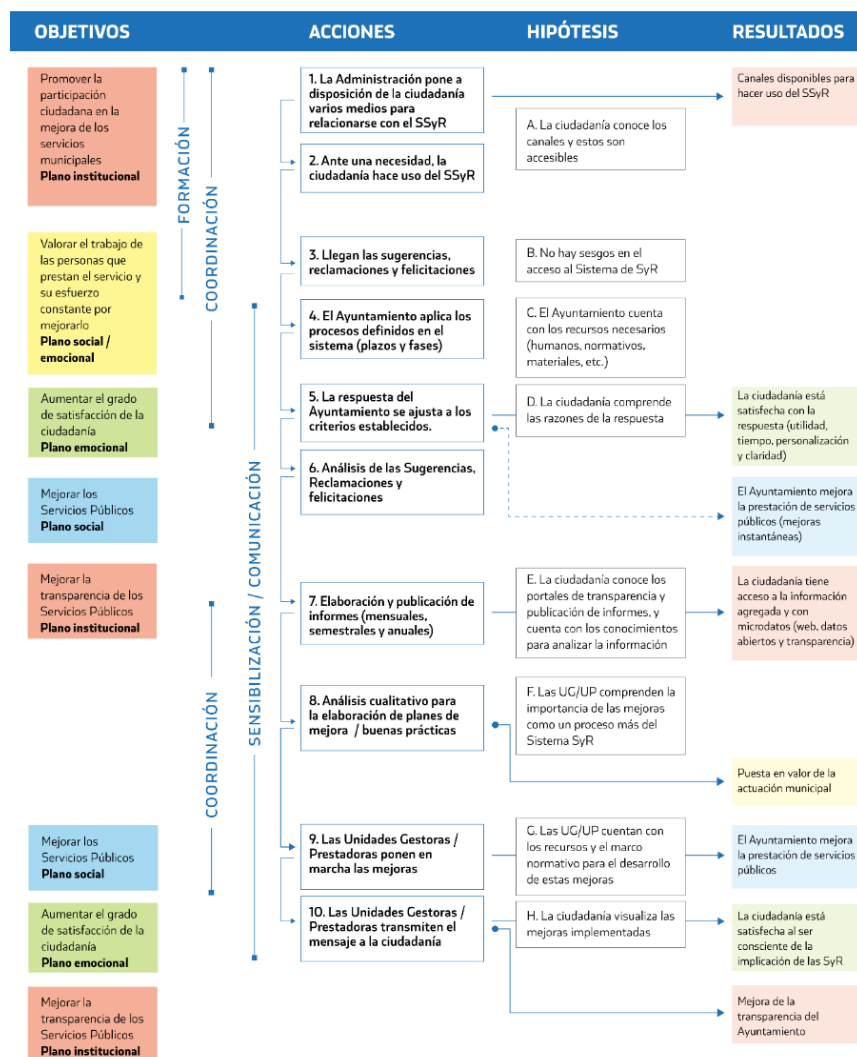 OBJETIVOS
ACCIONES
HIPÓTESIS
RESULTADOS
Promover la
participación
ciudadana en la
mejora de los
servicios
municipales
Plano institucional
Valorar el trabajo de
las personas que
prestan el servicio y
su esfuerzo
constante por
mejorarlo
Plano social /
emocional
Aumentar el grado
de satisfacción de la
ciudadanía
Plano emocional
Mejorar los
Servicios Públicos
Plano social
Mejorar la
transparencia de los
Servicios Públicos
Plano institucional
Mejorar los
Servicios Públicos
Plano social
Aumentar el grado
de satisfacción de la
ciudadanía
Plano emocional
Mejorar la
transparencia de los
Servicios Públicos
Plano institucional
FORMACIÓN
COORDINACIÓN
SENSIBILIZACIÓN / COMUNICACIÓN
COORDINACIÓN
1. La Administración pone a
disposición de la ciudadanía
varios medios para
relacionarse con el SSyR
2. Ante una necesidad, la
ciudadanía hace uso del SSyR
3. Llegan las sugerencias,
reclamaciones y felicitaciones
4. El Ayuntamiento aplica los
procesos definidos en el
sistema (plazos y fases)
5. La respuesta del
Ayuntamiento se ajusta a los
criterios establecidos.
6. Análisis de las Sugerencias,
Reclamaciones y
felicitaciones
7. Elaboración y publicación de
informes (mensuales,
semestrales y anuales)
8. Análisis cualitativo para
la elaboración de planes de
mejora / buenas prácticas
9. Las Unidades Gestoras /
Prestadoras ponen en
marcha las mejoras
10. Las Unidades Gestoras /
Prestadoras transmiten el
mensaje a la ciudadanía
A. La ciudadanía conoce los
canales y estos son
accesibles
B. No hay sesgos en el
acceso al Sistema de SyR
C. El Ayuntamiento cuenta
con los recursos necesarios
(humanos, normativos,
materiales, etc.)
D. La ciudadanía comprende
las razones de la respuesta
E. La ciudadanía conoce los
portales de transparencia y
publicación de informes, y
cuenta con los conocimientos
para analizar la información
F. Las UG/UP comprenden la
importancia de las mejoras
como un proceso más del
Sistema SyR
G. Las UG/UP cuentan con
los recursos y el marco
normativo para el desarrollo
de estas mejoras
H. La ciudadanía visualiza las
mejoras implementadas
Canales disponibles para
hacer uso del SSyR
La ciudadanía está
satisfecha con la
respuesta (utilidad,
tiempo, personalización
y claridad)
El Ayuntamiento mejora
la prestación de servicios
públicos (mejoras
instantáneas)
La ciudadanía tiene
acceso a la información
agregada y con
microdatos (web, datos
abiertos y transparencia)
Puesta en valor de la
actuación municipal
El Ayuntamiento mejora
la prestación de servicios
públicos
La ciudadanía está
satisfecha al ser
consciente de la
implicación de las SyR
Mejora de la
transparencia del
Ayuntamiento